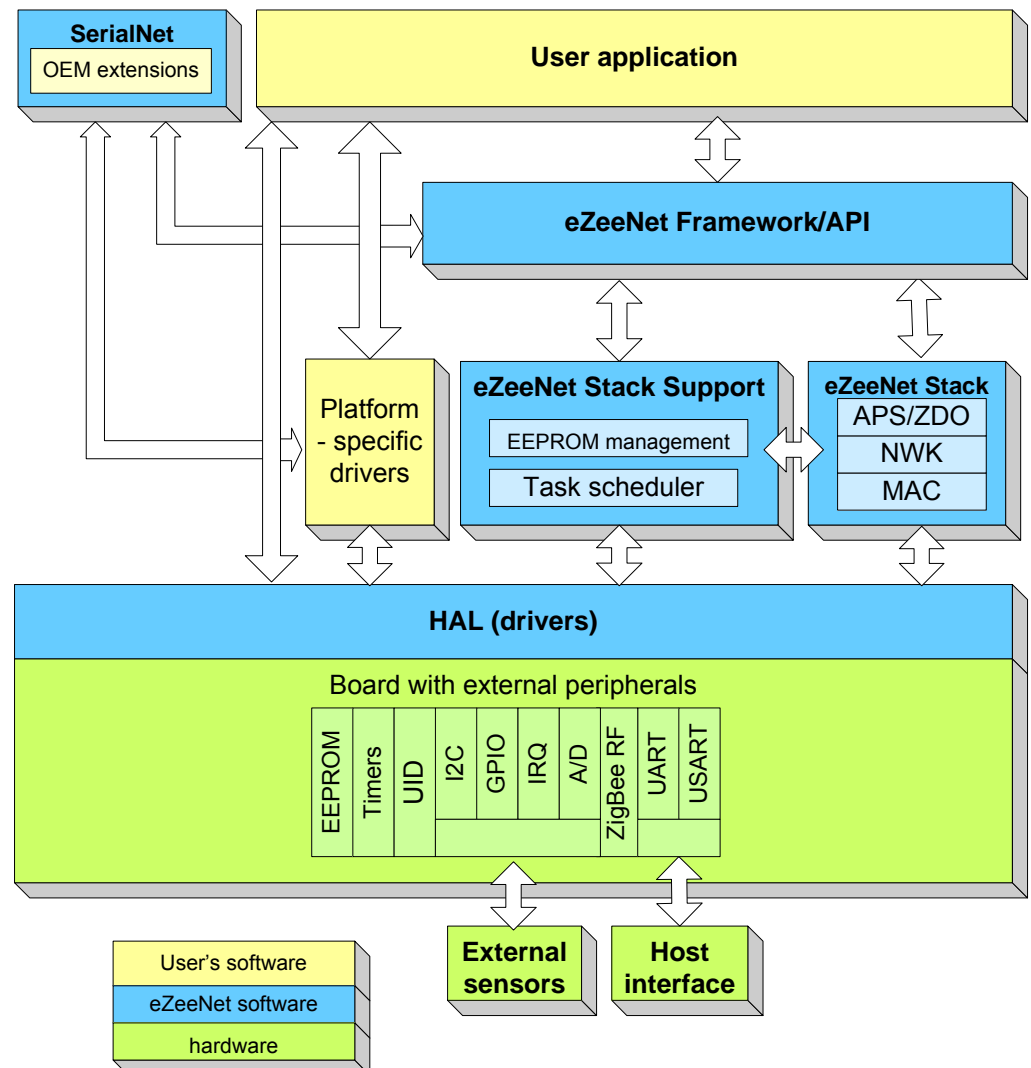 SerialNet
OEM extensions
User application
eZeeNet Framework/API
Platform
- specific
drivers
eZeeNet Stack Support
EEPROM management
Task scheduler
eZeeNet Stack
APS/ZDO
NWK
MAC
HAL (drivers)
Board with external peripherals
EEPROM
Timers
UID
I2C
GPIO
IRQ
A/D
ZigBee RF
UART
USART
External
sensors
Host
interface
User's software
eZeeNet software
hardware